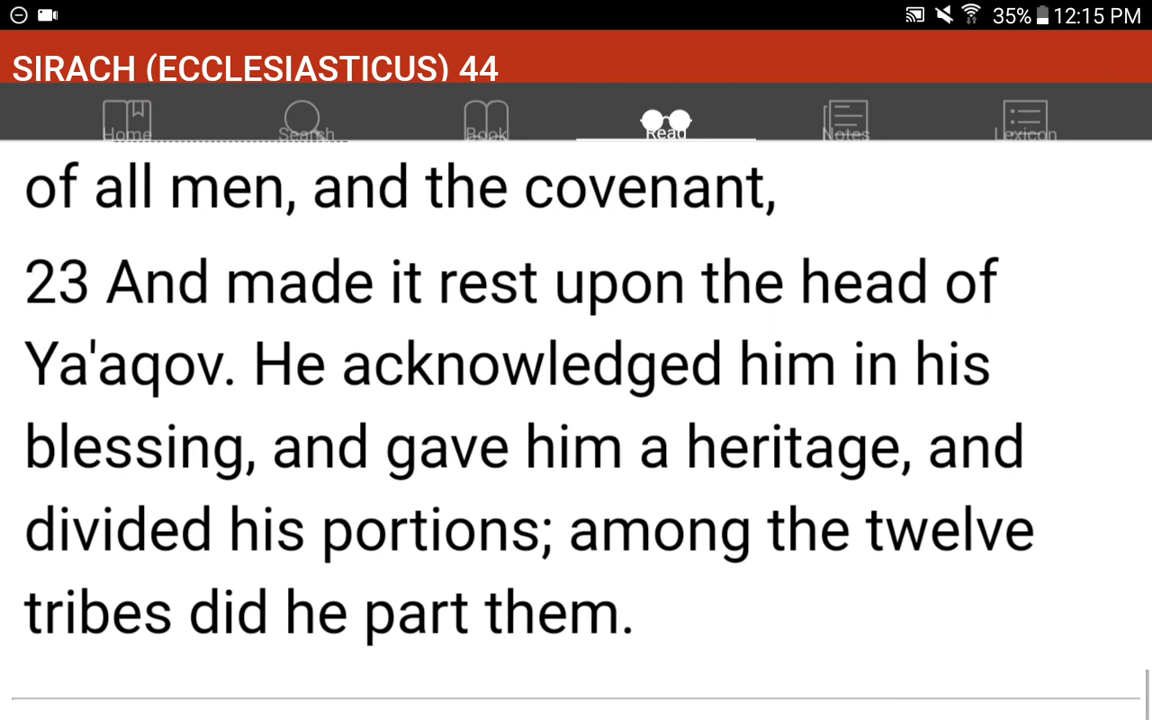 35% 12:15 PM
SIRACH (ECCLESIASTICUS) 44
Home Search Book Read Notes Lexicon
of all men, and the covenant,
23 And made it rest upon the head of
Ya'aqov. He acknowledged him in his
blessing, and gave him a heritage, and
divided his portions; among the twelve
tribes did he part them.